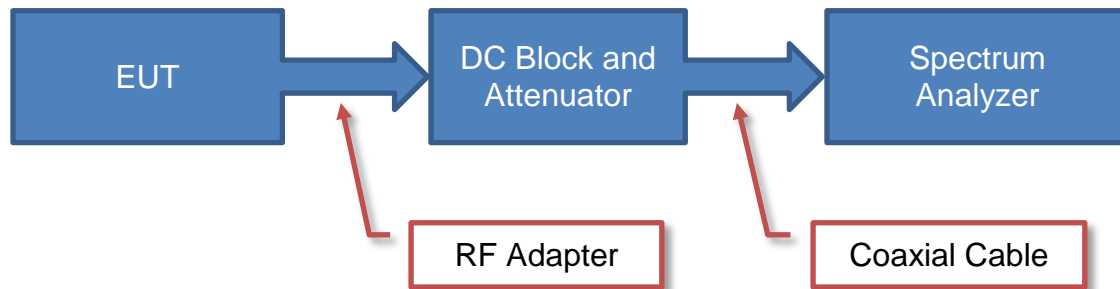 EUT
DC Block and
Attenuator
Spectrum
Analyzer
RF Adapter
Coaxial Cable